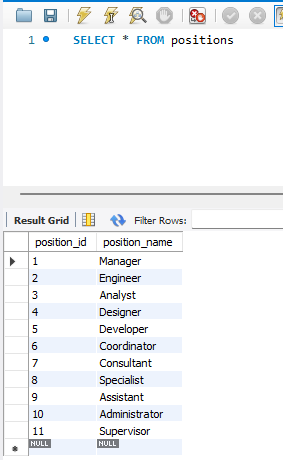 1 SELECT * FROM positions
Result Grid Filter Rows:
position_id position_name
1 Manager
2 Engineer
3 Analyst
4 Designer
5 Developer
6 Coordinator
7 Consultant
8 Specialist
9 Assistant
10 Administrator
11 Supervisor
NULL NULL